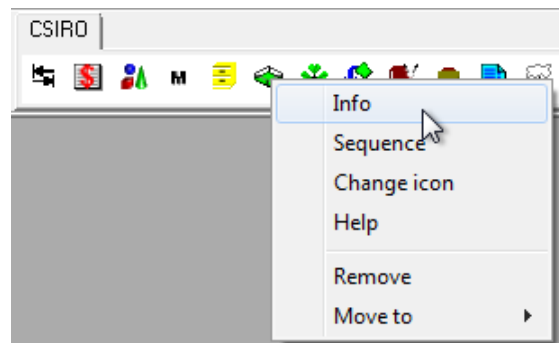 CSIRO
$
M
Info
Sequence
Change icon
Help
Remove
Move to